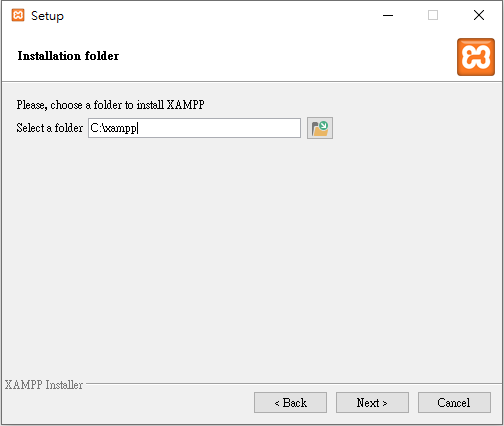 Setup
Installation folder
Please, choose a folder to install XAMPP
Select a folder C:\xampp
XAMPP Installer
< Back Next > Cancel